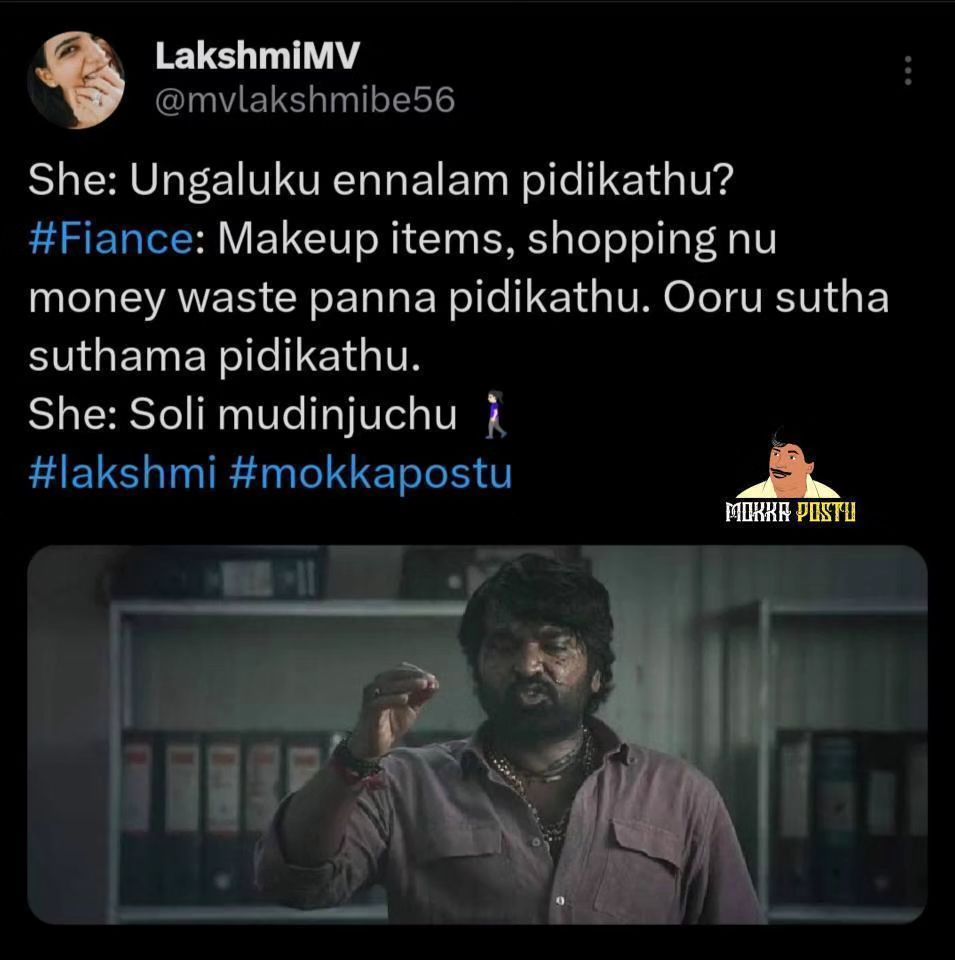 LakshmiMV
@mvlakshmibe56
She: Ungaluku ennalam pidikathu?
#Fiance: Makeup items, shopping nu
money waste panna pidikathu. Ooru sutha
suthama pidikathu.
She: Soli mudinjuchu
#lakshmi #mokkapostu
MOKKA POSTU